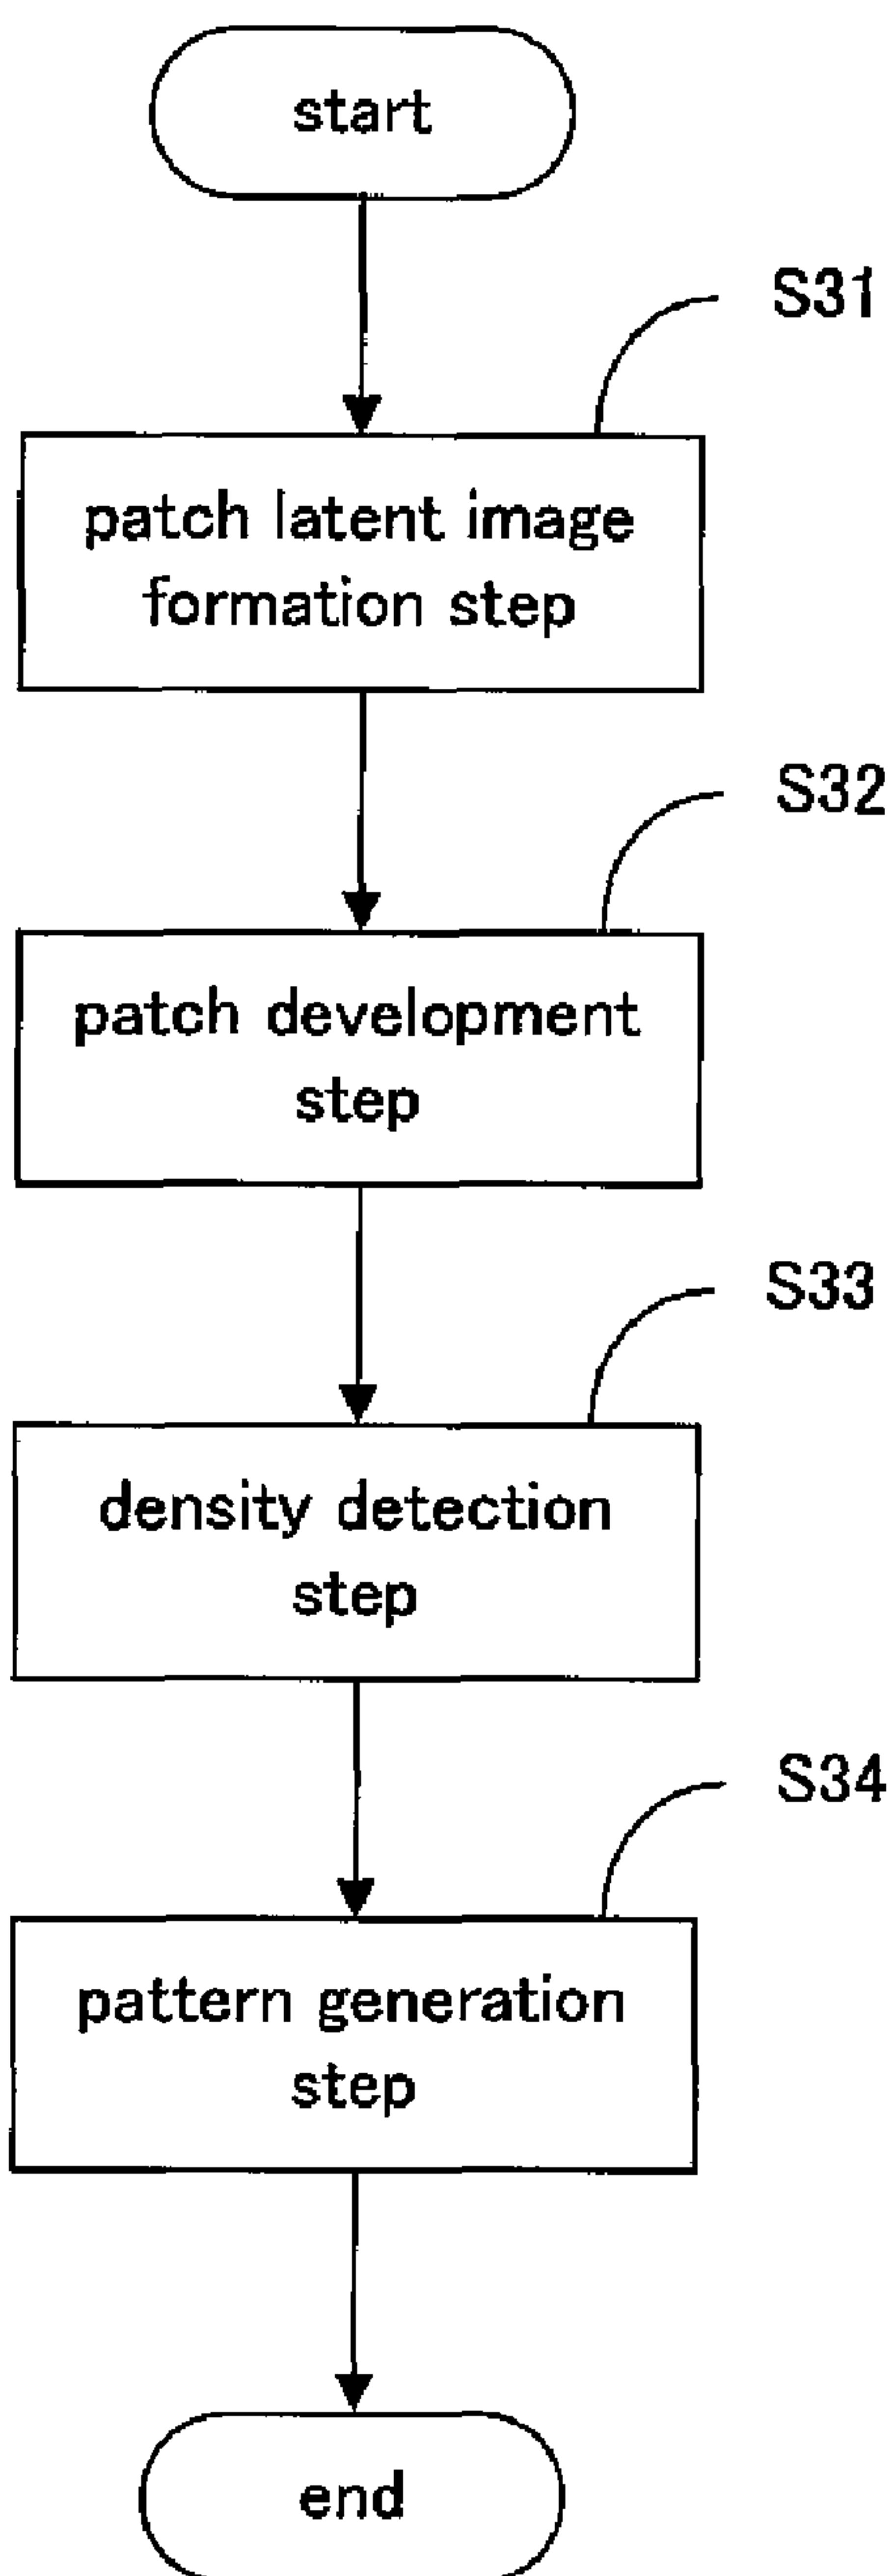 start
S31
patch latent image
formation step
S32
patch development
step
S33
density detection
step
S34
pattern generation
step
end